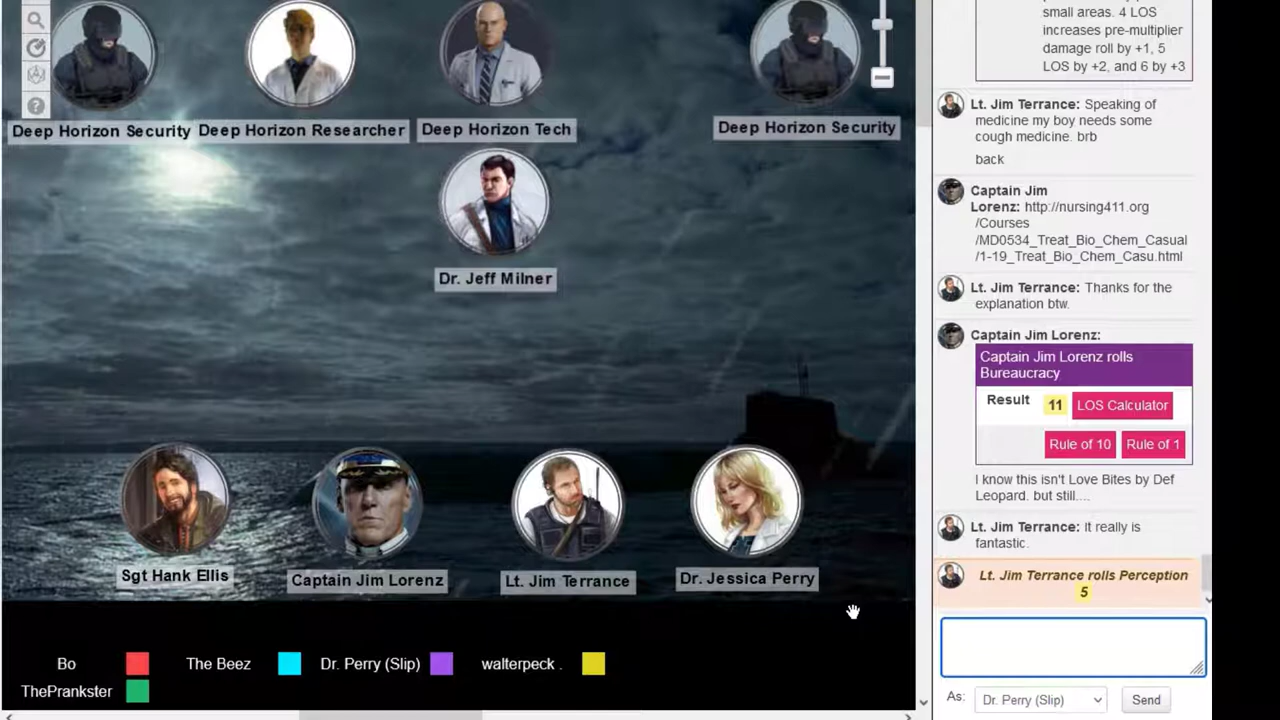 Deep Horizon Security
Deep Horizon Researcher
Deep Horizon Tech
Deep Horizon Security
Dr. Jeff Milner
Sgt Hank Ellis
Captain Jim Lorenz
Lt. Jim Terrance
Dr. Jessica Perry
Bo
The Beez
Dr. Perry (Slip)
walterpeck .
ThePrankster
small areas. 4 LOS
increases pre-multiplier
damage roll by +1, 5
LOS by +2, and 6 by +3
Lt. Jim Terrance: Speaking of
medicine my boy needs some
cough medicine. brb
back
Captain Jim
Lorenz: http://nursing411.org
/Courses
/MD0534_Treat_Bio_Chem_Casual
/1-19_Treat_Bio_Chem_Casu.html
Lt. Jim Terrance: Thanks for the
explanation btw.
Captain Jim Lorenz:
Captain Jim Lorenz rolls
Bureaucracy
Result 11 LOS Calculator
Rule of 10 Rule of 1
I know this isn't Love Bites by Def
Leopard. but still....
Lt. Jim Terrance: It really is
fantastic.
Lt. Jim Terrance rolls Perception
5
As: Dr. Perry (Slip) Send